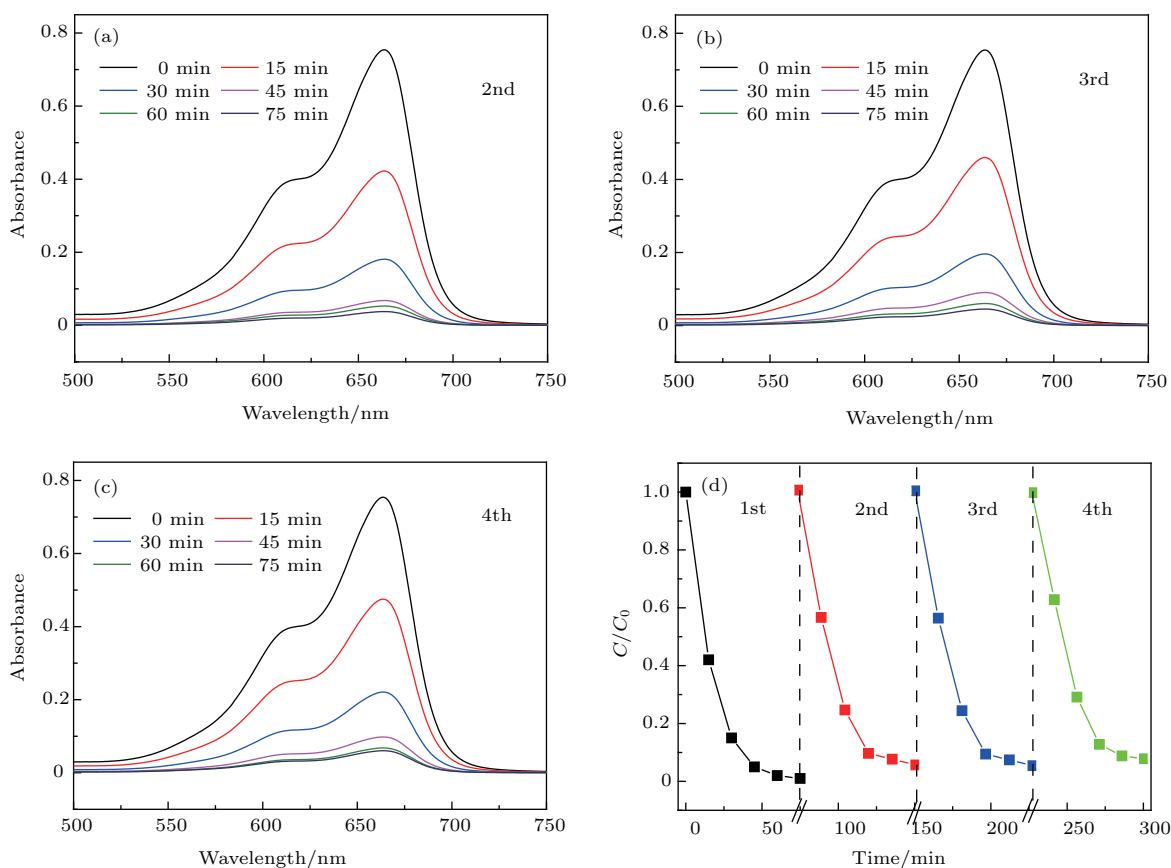 (a)
0 min 15 min
30 min 45 min
60 min 75 min
2nd
0.8
0.6
0.4
0.2
0
Absorbance
500 550 600 650 700 750
Wavelength/nm
(b)
0 min 15 min
30 min 45 min
60 min 75 min
3rd
0.8
0.6
0.4
0.2
0
Absorbance
500 550 600 650 700 750
Wavelength/nm
(c)
0 min 15 min
30 min 45 min
60 min 75 min
4th
0.8
0.6
0.4
0.2
0
Absorbance
500 550 600 650 700 750
Wavelength/nm
(d)
1st 2nd 3rd 4th
1.0
0.8
0.6
0.4
0.2
0
C/C₀
0 50 100 150 200 250 300
Time/min